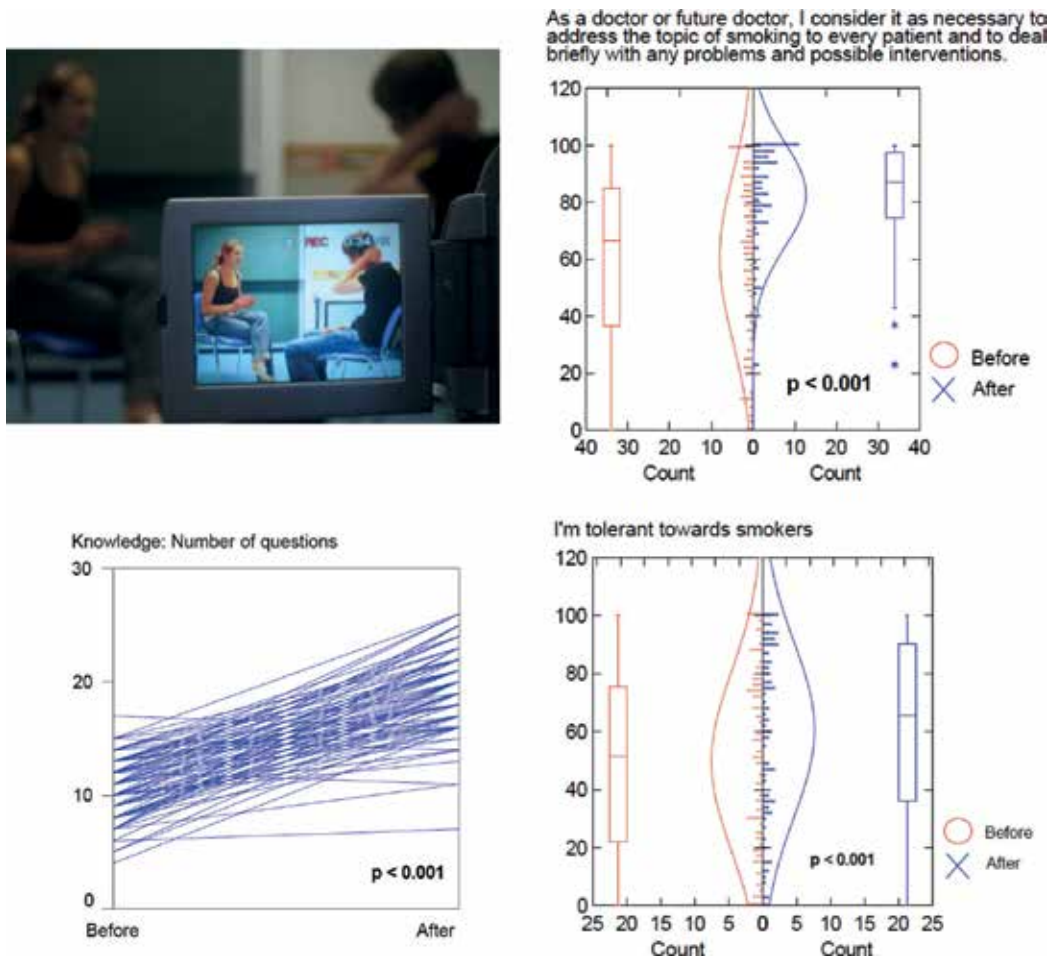 As a doctor or future doctor, I consider it as necessary to
address the topic of smoking to every patient and to deal
briefly with any problems and possible interventions.
REC
120
100
80
60
40
20
0
p < 0.001
Before
After
40 30 20 10 0 10 20 30 40
Count Count
Knowledge: Number of questions
30
20
10
0
p < 0.001
Before After
I'm tolerant towards smokers
120
100
80
60
40
20
0
p < 0.001
Before
After
25 20 15 10 5 0 5 10 15 20 25
Count Count